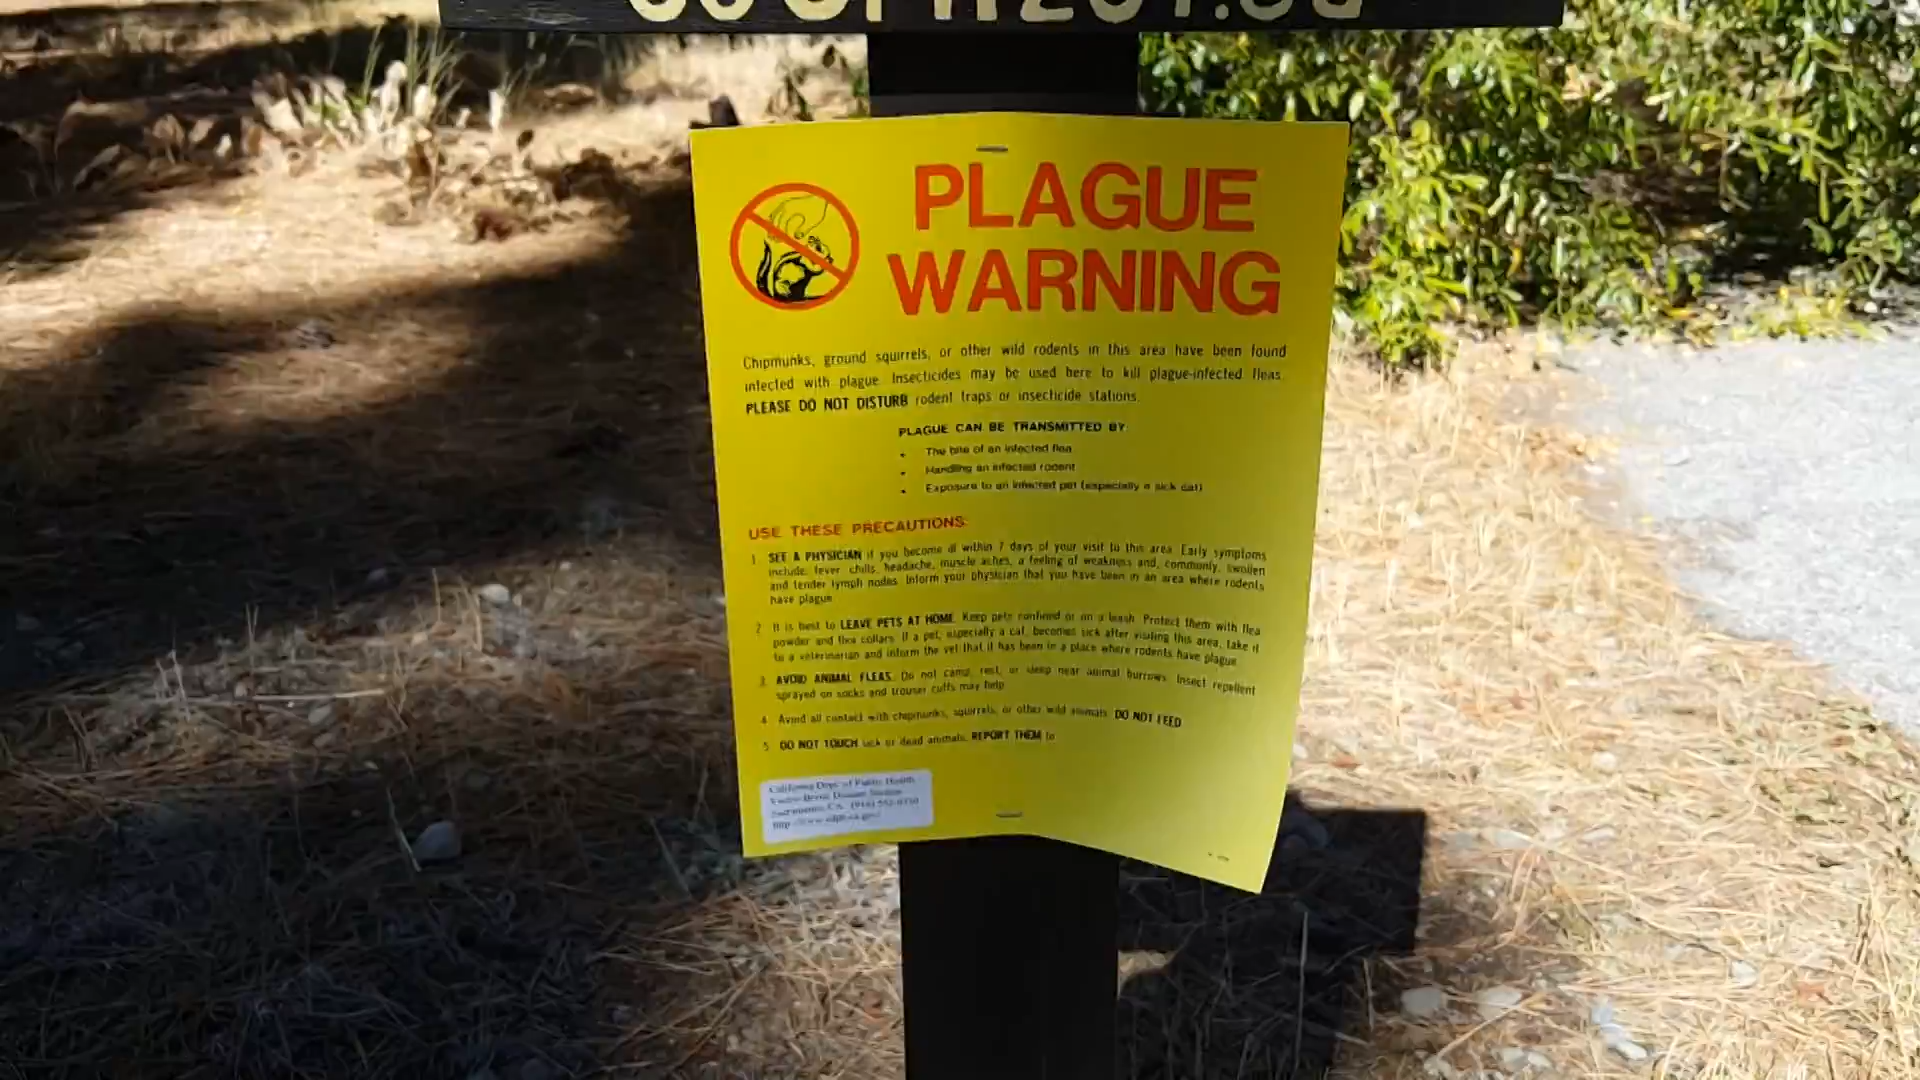 PLAGUE
WARNING
Chipmunks, ground squirrels, or other wild rodents in this area have been found
infected with plague. Insecticides may be used here to kill plague-infected fleas.
PLEASE DO NOT DISTURB rodent traps or insecticide stations.
PLAGUE CAN BE TRANSMITTED BY:
• The bite of an infected flea
• Handling an infected rodent
• Exposure to an infected pet (especially a sick cat)
USE THESE PRECAUTIONS:
1. SEE A PHYSICIAN if you become ill within 7 days of your visit to this area. Early symptoms
include: fever, chills, headache, muscle aches, a feeling of weakness and, commonly, swollen
and tender lymph nodes. Inform your physician that you have been in an area where rodents
have plague.
2. It is best to LEAVE PETS AT HOME. Keep pets confined or on a leash. Protect them with flea
powder and flea collars. If a pet, especially a cat, becomes sick after visiting this area, take it
to a veterinarian and inform the vet that it has been in a place where rodents have plague.
3. AVOID ANIMAL FLEAS. Do not camp, rest, or sleep near animal burrows. Insect repellent
sprayed on socks and trouser cuffs may help.
4. Avoid all contact with chipmunks, squirrels, or other wild animals. DO NOT FEED
5. DO NOT TOUCH sick or dead animals. REPORT THEM to:
California Dept. of Public Health
Vector-Borne Disease Section
Sacramento, CA